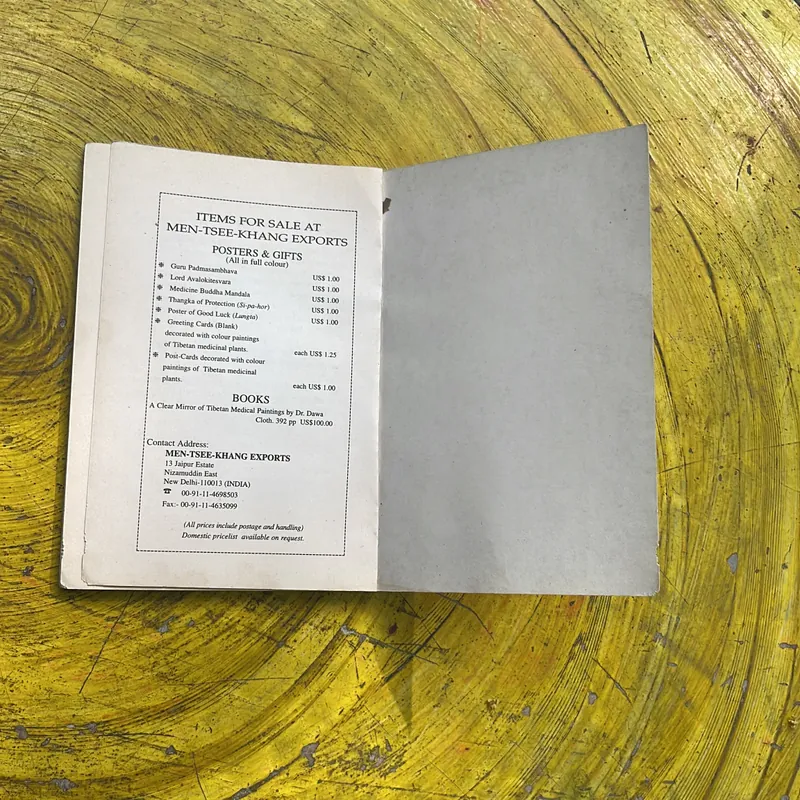 ITEMS FOR SALE AT
MEN-TSEE-KHANG EXPORTS
POSTERS & GIFTS
(All in full colour)
❋ Guru Padmasambhava US$ 1.00
❋ Lord Avalokitesvara US$ 1.00
❋ Medicine Buddha Mandala US$ 1.00
❋ Thangka of Protection (Si-pa-hor) US$ 1.00
❋ Poster of Good Luck (Lungta) US$ 1.00
❋ Greeting Cards (Blank)
decorated with colour paintings
of Tibetan medicinal plants. each US$ 1.25
❋ Post-Cards decorated with colour
paintings of Tibetan medicinal
plants. each US$ 1.00
BOOKS
A Clear Mirror of Tibetan Medical Paintings by Dr. Dawa
Cloth. 392 pp US$100.00
Contact Address:
MEN-TSEE-KHANG EXPORTS
13 Jaipur Estate
Nizamuddin East
New Delhi-110013 (INDIA)
☎ 00-91-11-4698503
Fax:- 00-91-11-4635099
(All prices include postage and handling)
Domestic pricelist available on request.